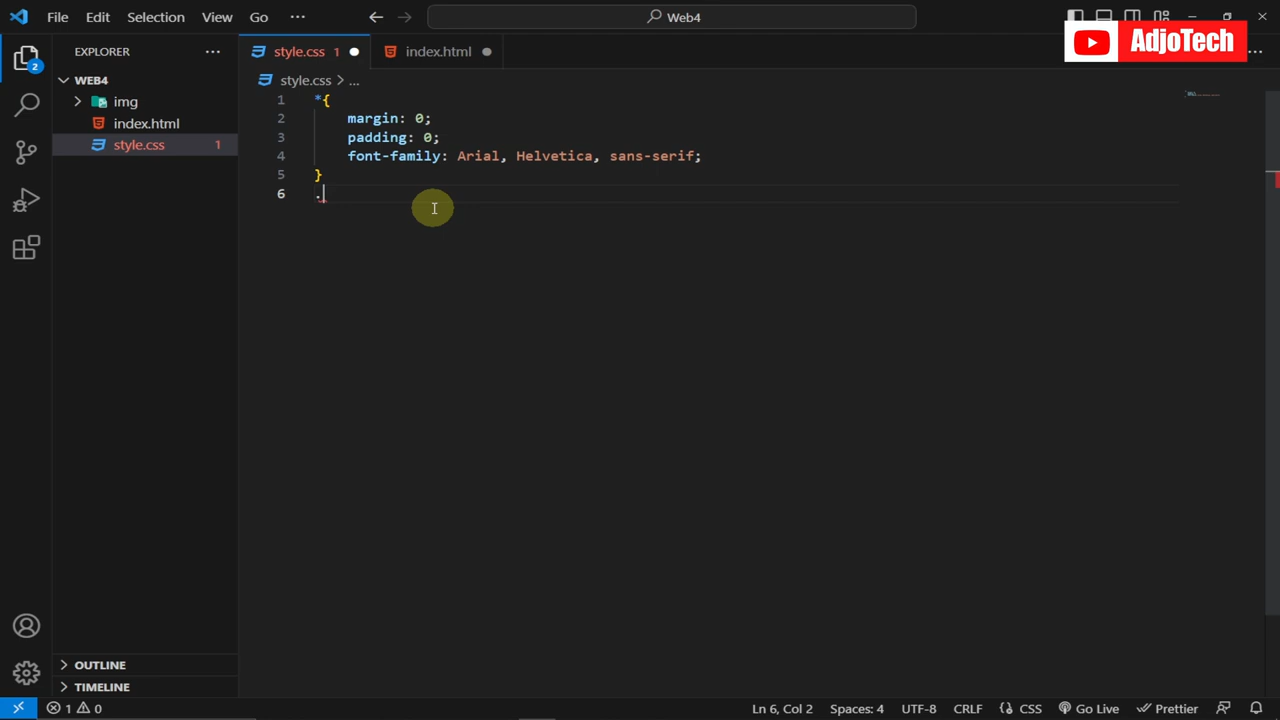 File Edit Selection View Go ··· Web4
AdjoTech
EXPLORER ···
style.css 1
index.html
···
WEB4
style.css > ...
img
index.html
style.css 1
1 *{
2 margin: 0;
3 padding: 0;
4 font-family: Arial, Helvetica, sans-serif;
5 }
6 .
2
OUTLINE
TIMELINE
1 0 Ln 6, Col 2 Spaces: 4 UTF-8 CRLF CSS Go Live Prettier